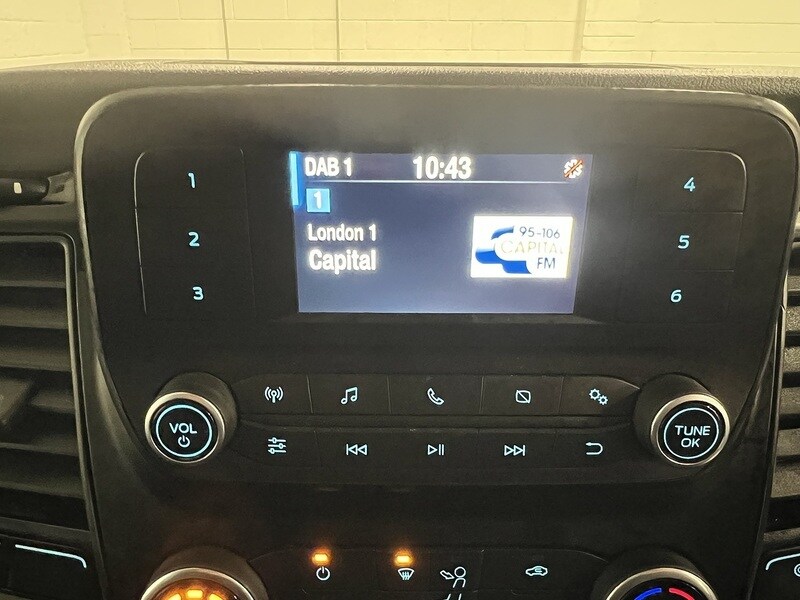 DAB 1 10:43
1
London 1
Capital
95-106
CAPITAL
FM
1
2
3
4
5
6
VOL
TUNE
OK